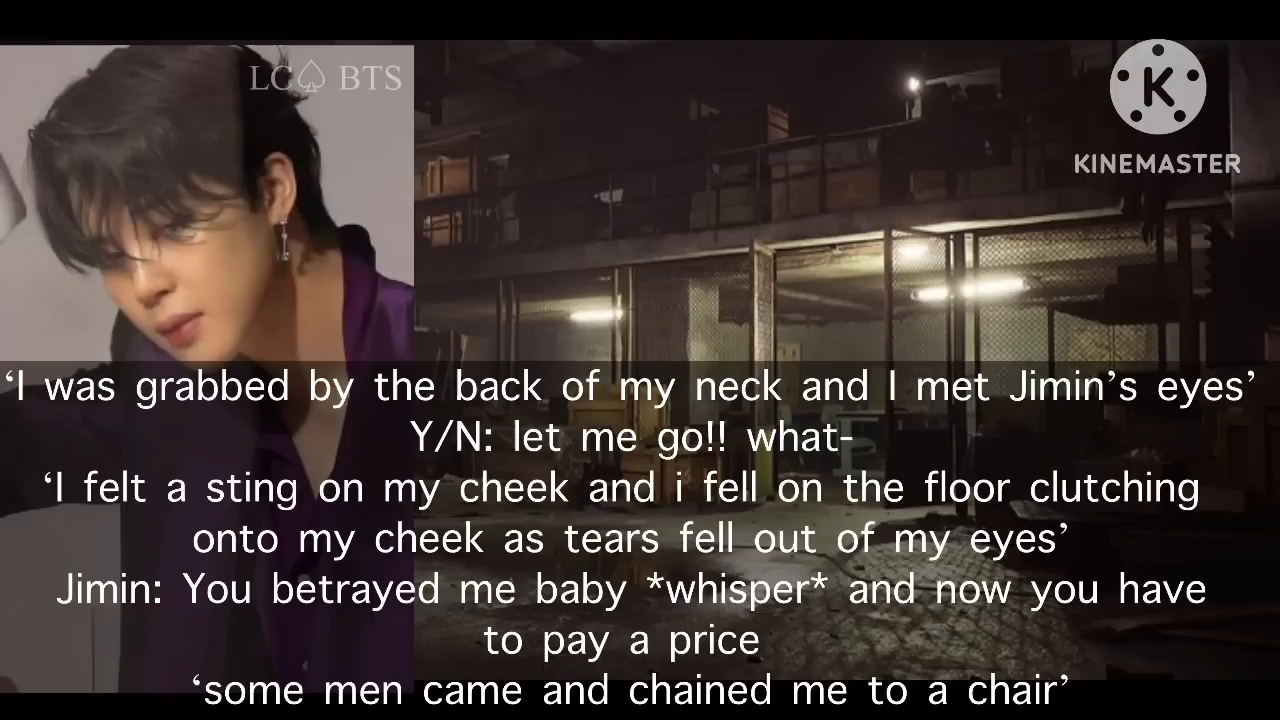 LC♤ BTS
K
KINEMASTER
‘I was grabbed by the back of my neck and I met Jimin’s eyes’
Y/N: let me go!! what-
‘I felt a sting on my cheek and i fell on the floor clutching
onto my cheek as tears fell out of my eyes’
Jimin: You betrayed me baby *whisper* and now you have
to pay a price
‘some men came and chained me to a chair’